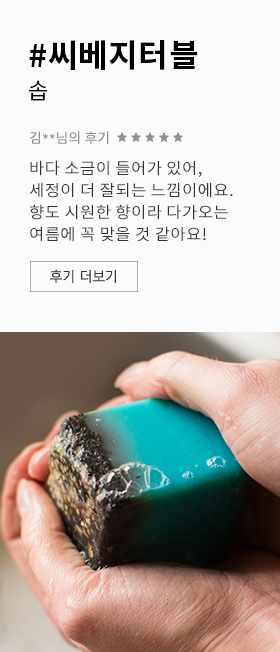 #씨베지터블
솝
김**님의 후기 ★★★★★
바다 소금이 들어가 있어,
세정이 더 잘되는 느낌이에요.
향도 시원한 향이라 다가오는
여름에 꼭 맞을 것 같아요!
후기 더보기